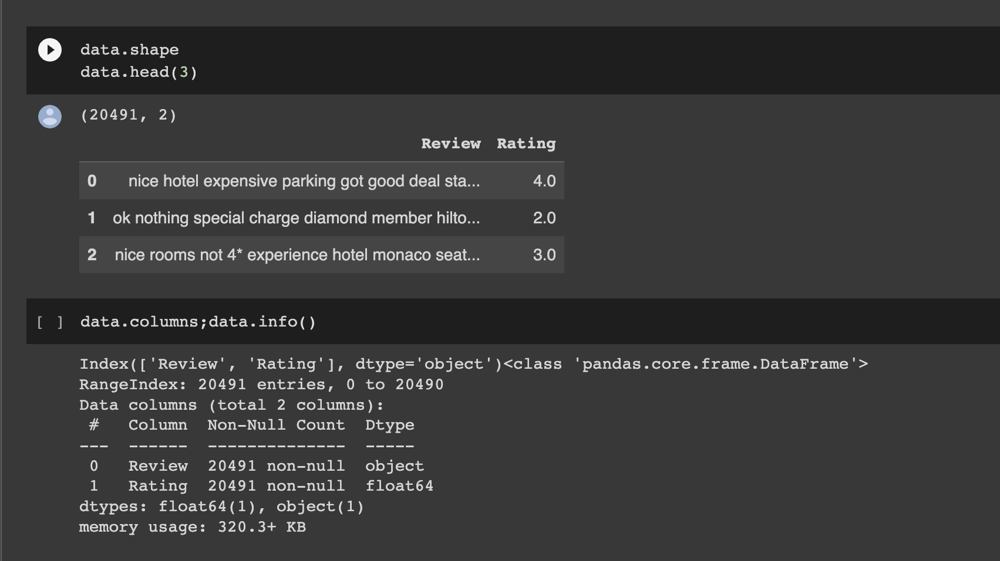 data.shape
data.head(3)
(20491, 2)
Review Rating
0 nice hotel expensive parking got good deal sta... 4.0
1 ok nothing special charge diamond member hilto... 2.0
2 nice rooms not 4* experience hotel monaco seat... 3.0
[ ] data.columns;data.info()
Index(['Review', 'Rating'], dtype='object')<class 'pandas.core.frame.DataFrame'>
RangeIndex: 20491 entries, 0 to 20490
Data columns (total 2 columns):
 #   Column  Non-Null Count  Dtype
---  ------  --------------  -----
 0   Review  20491 non-null  object
 1   Rating  20491 non-null  float64
dtypes: float64(1), object(1)
memory usage: 320.3+ KB